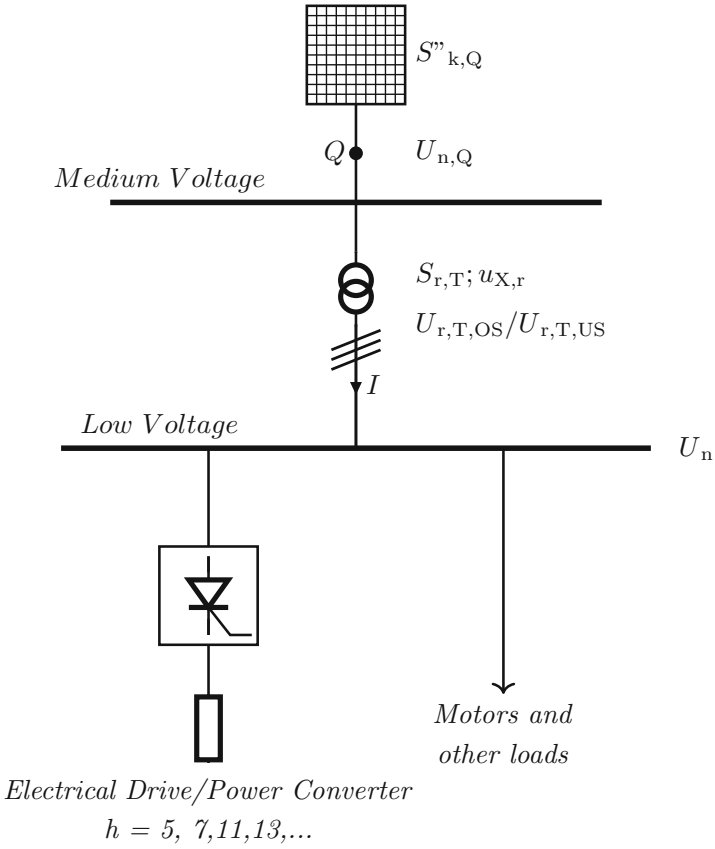 S”k,Q
Q Un,Q
Medium Voltage
Sr,T; uX,r
Ur,T,OS/Ur,T,US
I
Low Voltage
Un
Motors and
other loads
Electrical Drive/Power Converter
h = 5, 7,11,13,...